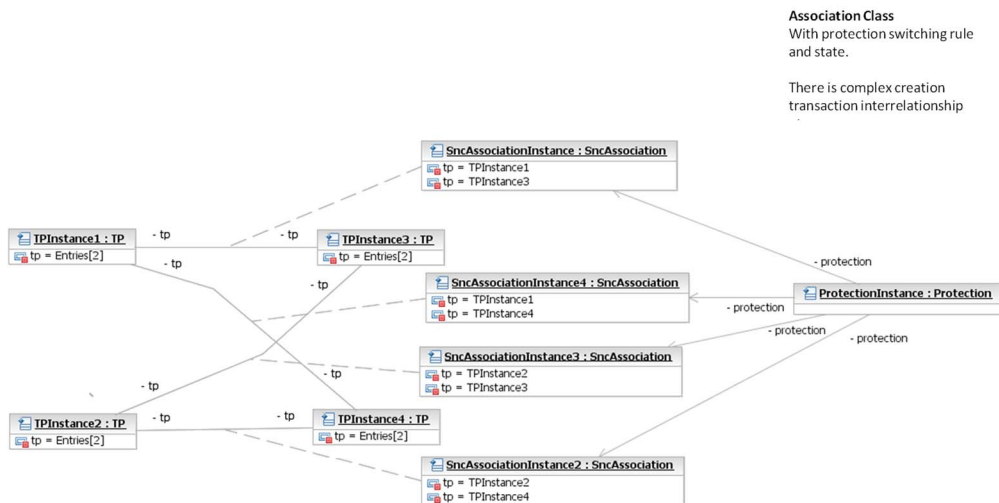 Association Class
With protection switching rule
and state.
There is complex creation
transaction interrelationship
SncAssociationInstance : SncAssociation
tp = TPInstance1
tp = TPInstance3
TPInstance1 : TP
tp = Entries[2]
- tp
- tp
- tp
TPInstance3 : TP
tp = Entries[2]
- tp
- protection
SncAssociationInstance4 : SncAssociation
tp = TPInstance1
tp = TPInstance4
ProtectionInstance : Protection
- protection
- protection
- protection
SncAssociationInstance3 : SncAssociation
tp = TPInstance2
tp = TPInstance3
- tp
- tp
TPInstance2 : TP
tp = Entries[2]
- tp
- tp
TPInstance4 : TP
tp = Entries[2]
SncAssociationInstance2 : SncAssociation
tp = TPInstance2
tp = TPInstance4